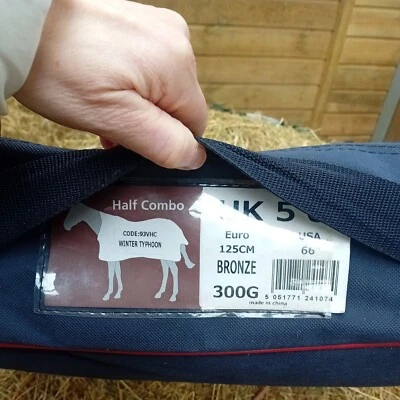 Half Combo
CODE:93VHC
WINTER TYPHOON
UK 5
Euro USA
125CM 66
BRONZE
300G
5 051771 241074
made in china